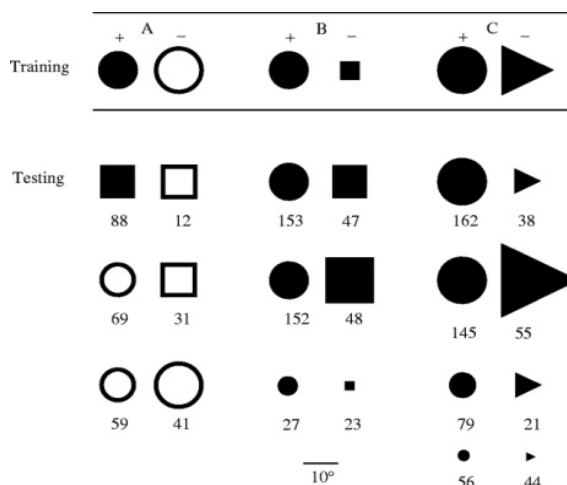 A B C
+ − + − + −
Training
Testing
88 12 153 47 162 38
69 31 152 48 145 55
59 41 27 23 79 21
10° 56 44